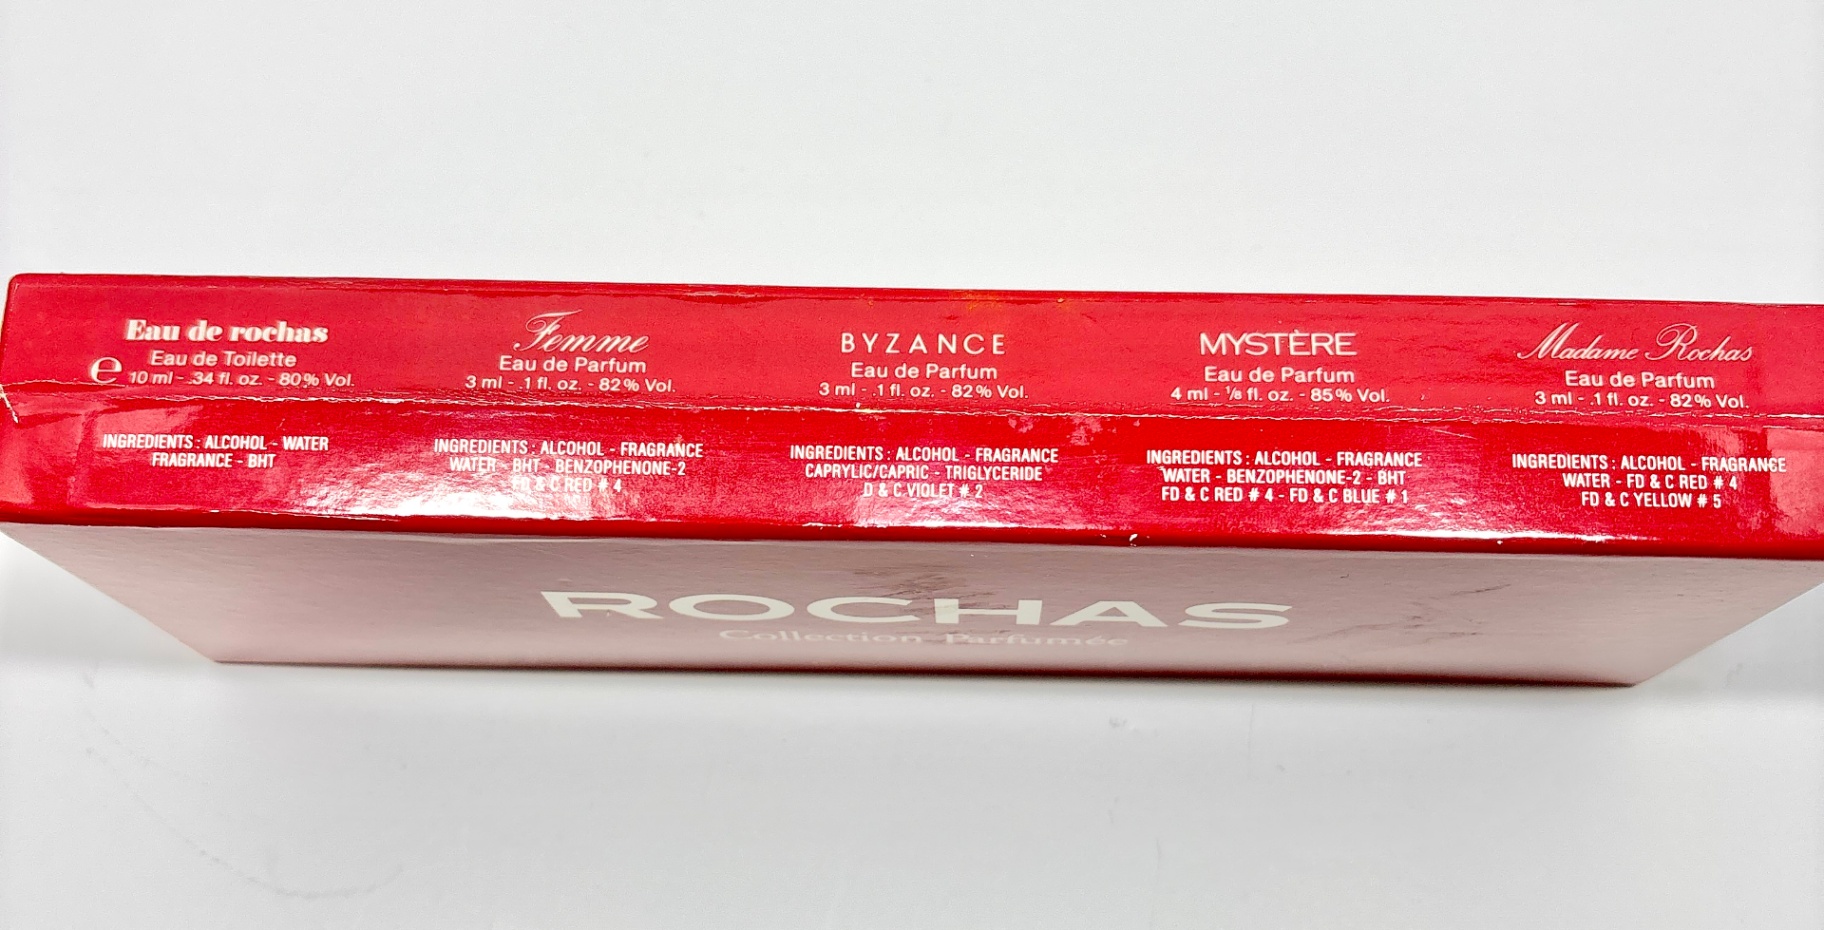 Eau de rochas
Eau de Toilette
℮ 10 ml - .34 fl. oz. - 80% Vol.
INGREDIENTS : ALCOHOL - WATER
FRAGRANCE - BHT
Femme
Eau de Parfum
3 ml - .1 fl. oz. - 82% Vol.
INGREDIENTS : ALCOHOL - FRAGRANCE
WATER - BHT - BENZOPHENONE-2
FD & C RED # 4
BYZANCE
Eau de Parfum
3 ml - .1 fl. oz. - 82% Vol.
INGREDIENTS : ALCOHOL - FRAGRANCE
CAPRYLIC/CAPRIC - TRIGLYCERIDE
D & C VIOLET # 2
MYSTÈRE
Eau de Parfum
4 ml - 1/8 fl. oz. - 85% Vol.
INGREDIENTS : ALCOHOL - FRAGRANCE
WATER - BENZOPHENONE-2 - BHT
FD & C RED # 4 - FD & C BLUE # 1
Madame Rochas
Eau de Parfum
3 ml - .1 fl. oz. - 82% Vol.
INGREDIENTS : ALCOHOL - FRAGRANCE
WATER - FD & C RED # 4
FD & C YELLOW # 5
ROCHAS
Collection Parfumée